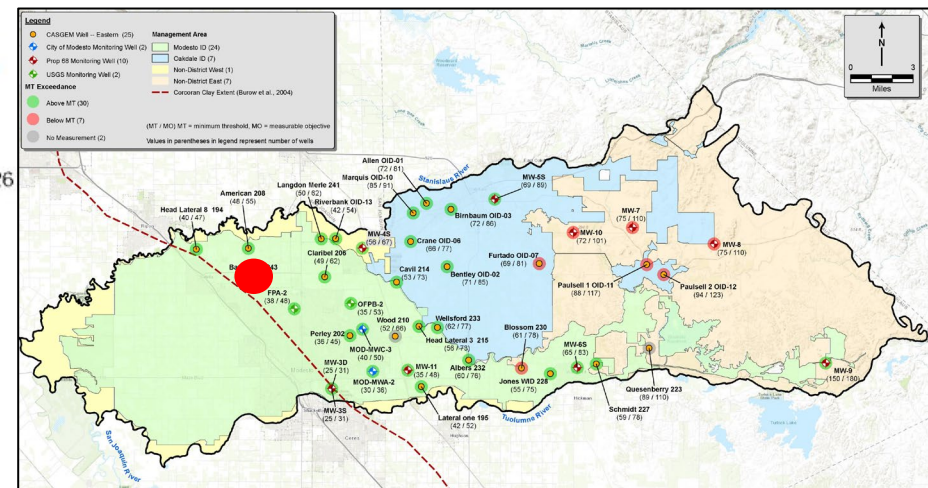 26
Legend
CASGEM Well -- Eastern (25)
City of Modesto Monitoring Well (2)
Prop 68 Monitoring Well (10)
USGS Monitoring Well (2)
MT Exceedance
Above MT (30)
Below MT (7)
No Measurement (2)
Management Area
Modesto ID (24)
Oakdale ID (7)
Non-District West (1)
Non-District East (7)
Corcoran Clay Extent (Burow et al., 2004)
(MT / MO) MT = minimum threshold, MO = measurable objective
Values in parentheses in legend represent number of wells
N
0 3
Miles
Allen OID-01
(72 / 81)
Marquis OID-10
(85 / 91)
Stanislaus River
MW-5S
(69 / 89)
Langdon Merle 241
(50 / 62)
American 208
(48 / 55)
Riverbank OID-13
(42 / 54)
Head Lateral 8 194
(40 / 47)
Birnbaum OID-03
(72 / 86)
MW-7
(75 / 110)
MW-10
(72 / 101)
MW-4S
(56 / 67)
Crane OID-06
(66 / 77)
MW-8
(75 / 110)
Claribel 206
(49 / 62)
Furtado OID-07
(69 / 81)
Bentley OID-02
(71 / 85)
Cavil 214
(53 / 73)
Paulsell 1 OID-11
(88 / 117)
Paulsell 2 OID-12
(94 / 123)
FPA-2
(38 / 48)
OFPB-2
(35 / 53)
Wood 210
(52 / 66)
Wellsford 233
(62 / 77)
Blossom 230
(61 / 78)
Perley 202
(36 / 45)
Head Lateral 3 215
(56 / 73)
MOD-MWC-3
(40 / 50)
MW-6S
(65 / 83)
MW-3D
(25 / 31)
MW-11
(35 / 48)
Albers 232
(60 / 76)
MW-9
(150 / 180)
MOD-MWA-2
(30 / 36)
Jones WID 228
(55 / 75)
Quesenberry 223
(89 / 110)
MW-3S
(25 / 31)
Lateral one 195
(42 / 52)
Tuolumne River
Schmidt 227
(59 / 78)
San Joaquin River